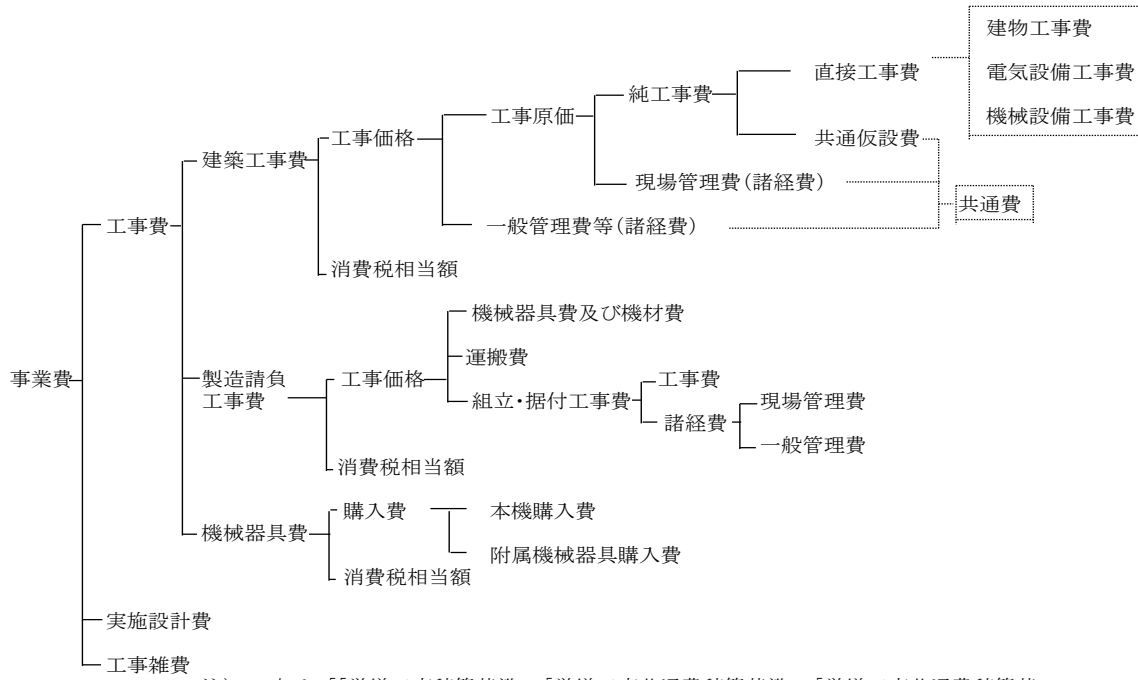 建物工事費
直接工事費
電気設備工事費
純工事費
機械設備工事費
工事原価
工事価格
共通仮設費
建築工事費
現場管理費(諸経費)
共通費
工事費
一般管理費等(諸経費)
消費税相当額
機械器具費及び機材費
運搬費
事業費
製造請負
工事費
工事価格
工事費
組立・据付工事費
現場管理費
諸経費
一般管理費
消費税相当額
購入費
本機購入費
機械器具費
附属機械器具購入費
消費税相当額
実施設計費
工事雑費